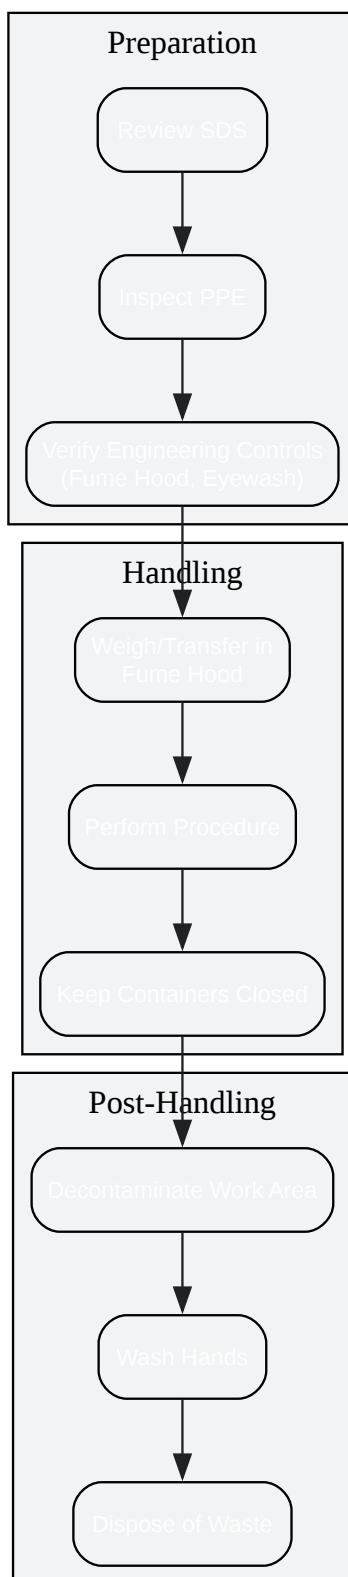 Preparation
Review SDS
Inspect PPE
Verify Engineering Controls
(Fume Hood, Eyewash)
Handling
Weigh/Transfer in
Fume Hood
Perform Procedure
Keep Containers Closed
Post-Handling
Decontaminate Work Area
Wash Hands
Dispose of Waste